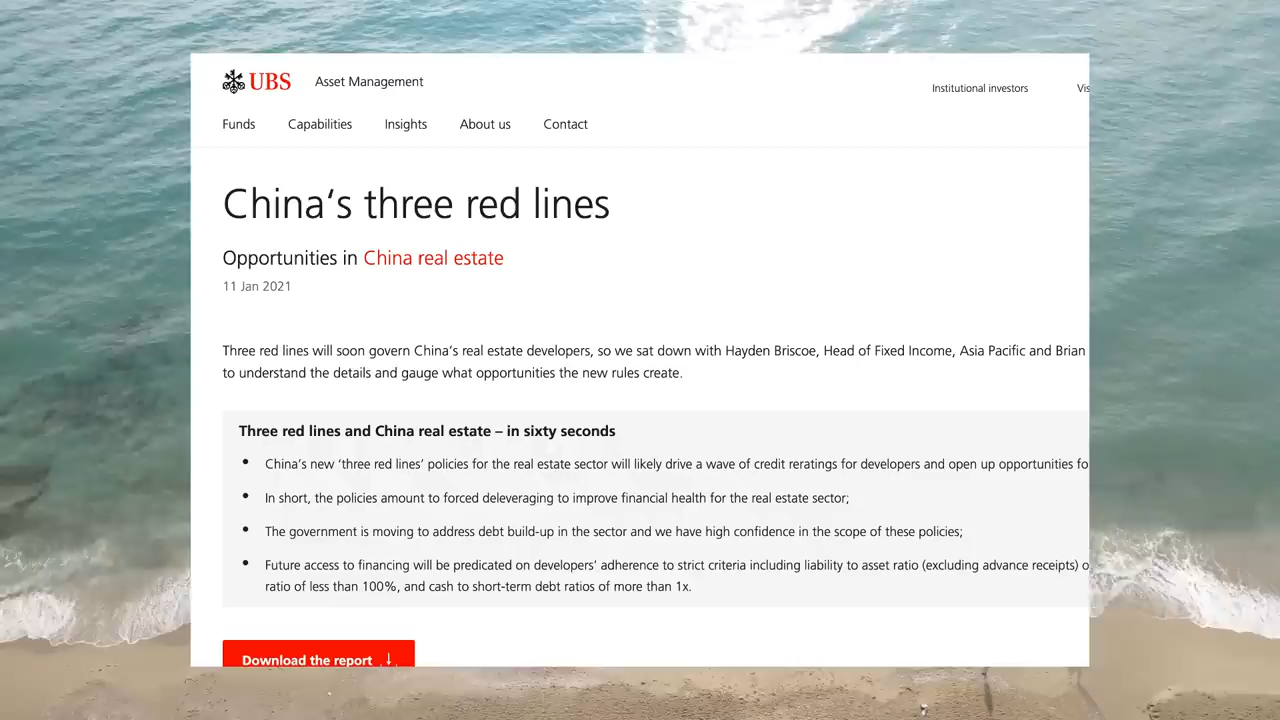 UBS Asset Management
Institutional investors
Funds Capabilities Insights About us Contact
China‘s three red lines
Opportunities in China real estate
11 Jan 2021
Three red lines will soon govern China’s real estate developers, so we sat down with Hayden Briscoe, Head of Fixed Income, Asia Pacific and Brian
to understand the details and gauge what opportunities the new rules create.
Three red lines and China real estate – in sixty seconds
• China’s new ‘three red lines’ policies for the real estate sector will likely drive a wave of credit reratings for developers and open up opportunities
• In short, the policies amount to forced deleveraging to improve financial health for the real estate sector;
• The government is moving to address debt build-up in the sector and we have high confidence in the scope of these policies;
• Future access to financing will be predicated on developers’ adherence to strict criteria including liability to asset ratio (excluding advance receipts)
ratio of less than 100%, and cash to short-term debt ratios of more than 1x.
Download the report